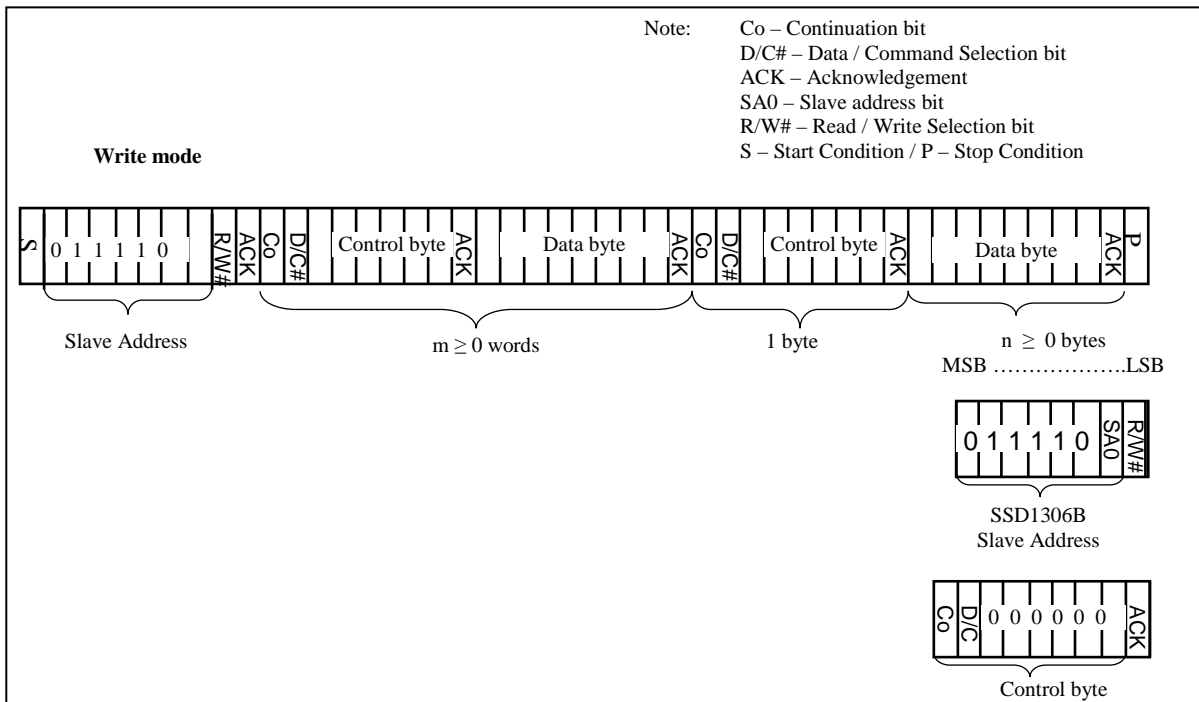 Note: Co – Continuation bit
D/C# – Data / Command Selection bit
ACK – Acknowledgement
SA0 – Slave address bit
R/W# – Read / Write Selection bit
S – Start Condition / P – Stop Condition
Write mode
S 0 1 1 1 1 0 R/W# ACK Co D/C# Control byte ACK Data byte ACK Co D/C# Control byte ACK Data byte ACK P
Slave Address m ≥ 0 words 1 byte n ≥ 0 bytes
MSB ………………….LSB
0 1 1 1 1 0 SA0 R/W#
SSD1306B
Slave Address
Co D/C 0 0 0 0 0 0 ACK
Control byte